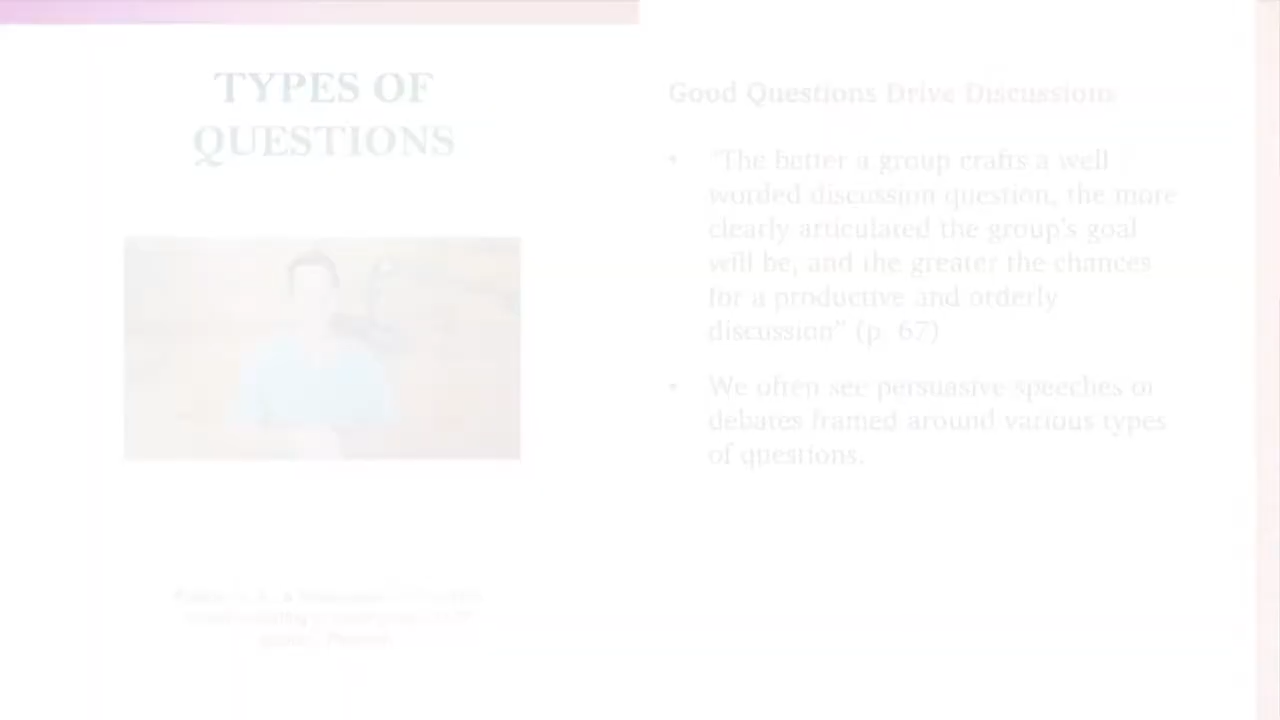 TYPES OF
QUESTIONS
Good Questions Drive Discussions
• "The better a group crafts a well
worded discussion question, the more
clearly articulated the group's goal
will be, and the greater the chances
for a productive and orderly
discussion" (p. 67)
• We often see persuasive speeches or
debates framed around various types
of questions.